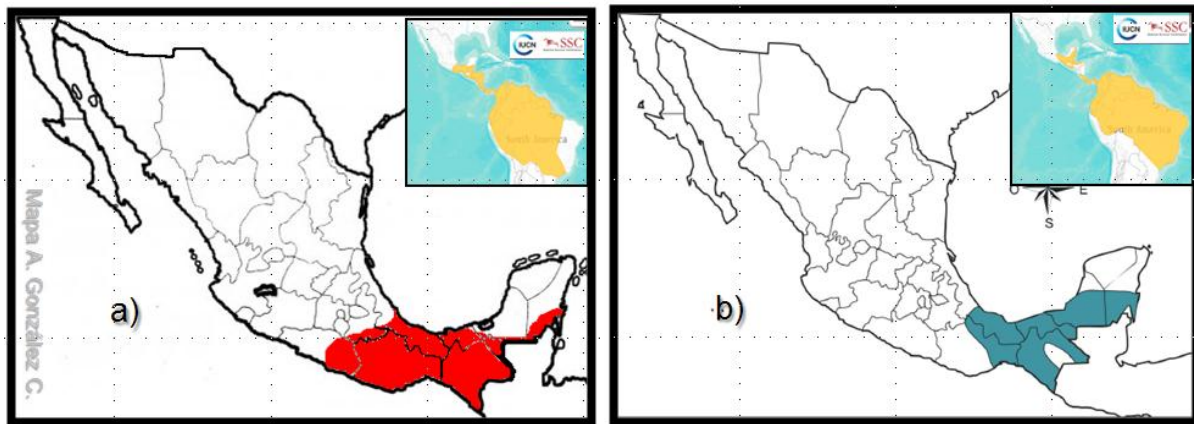 IUCN SSC
South America
Mapa A. González C.
a)
IUCN SSC
South America
O E
S
b)